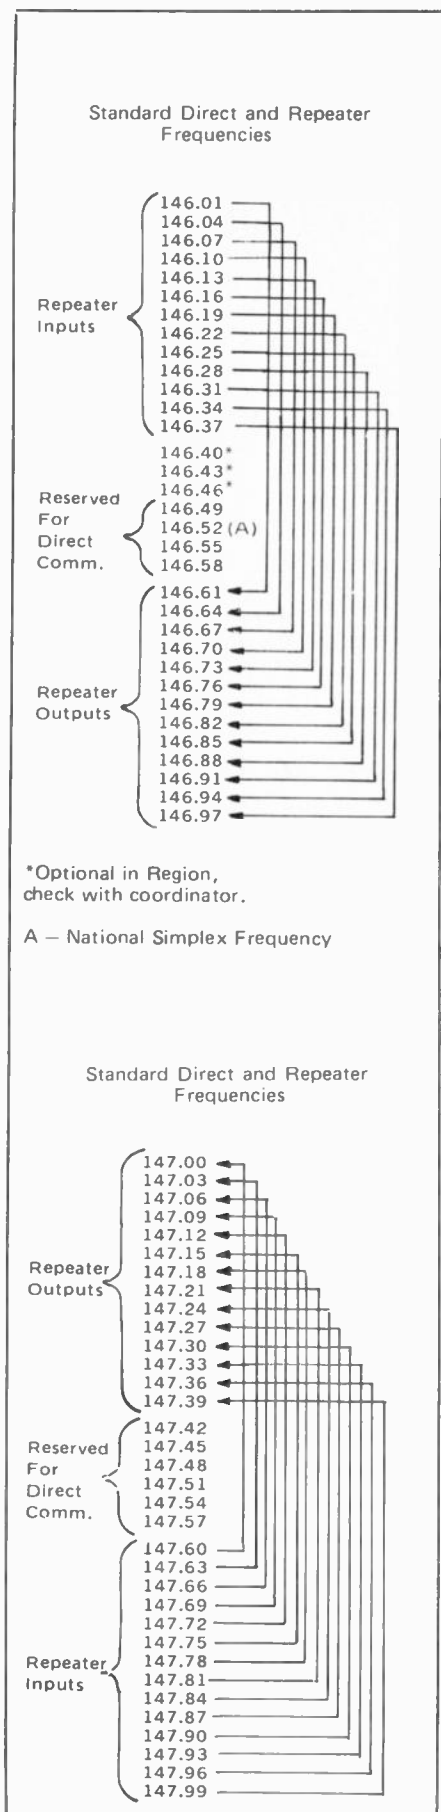 Standard Direct and Repeater
Frequencies
Repeater
Inputs
146.01
146.04
146.07
146.10
146.13
146.16
146.19
146.22
146.25
146.28
146.31
146.34
146.37
146.40*
146.43*
146.46*
Reserved
For
Direct
Comm.
146.49
146.52 (A)
146.55
146.58
Repeater
Outputs
146.61
146.64
146.67
146.70
146.73
146.76
146.79
146.82
146.85
146.88
146.91
146.94
146.97
*Optional in Region,
check with coordinator.
A — National Simplex Frequency
Standard Direct and Repeater
Frequencies
Repeater
Outputs
147.00
147.03
147.06
147.09
147.12
147.15
147.18
147.21
147.24
147.27
147.30
147.33
147.36
147.39
Reserved
For
Direct
Comm.
147.42
147.45
147.48
147.51
147.54
147.57
Repeater
Inputs
147.60
147.63
147.66
147.69
147.72
147.75
147.78
147.81
147.84
147.87
147.90
147.93
147.96
147.99